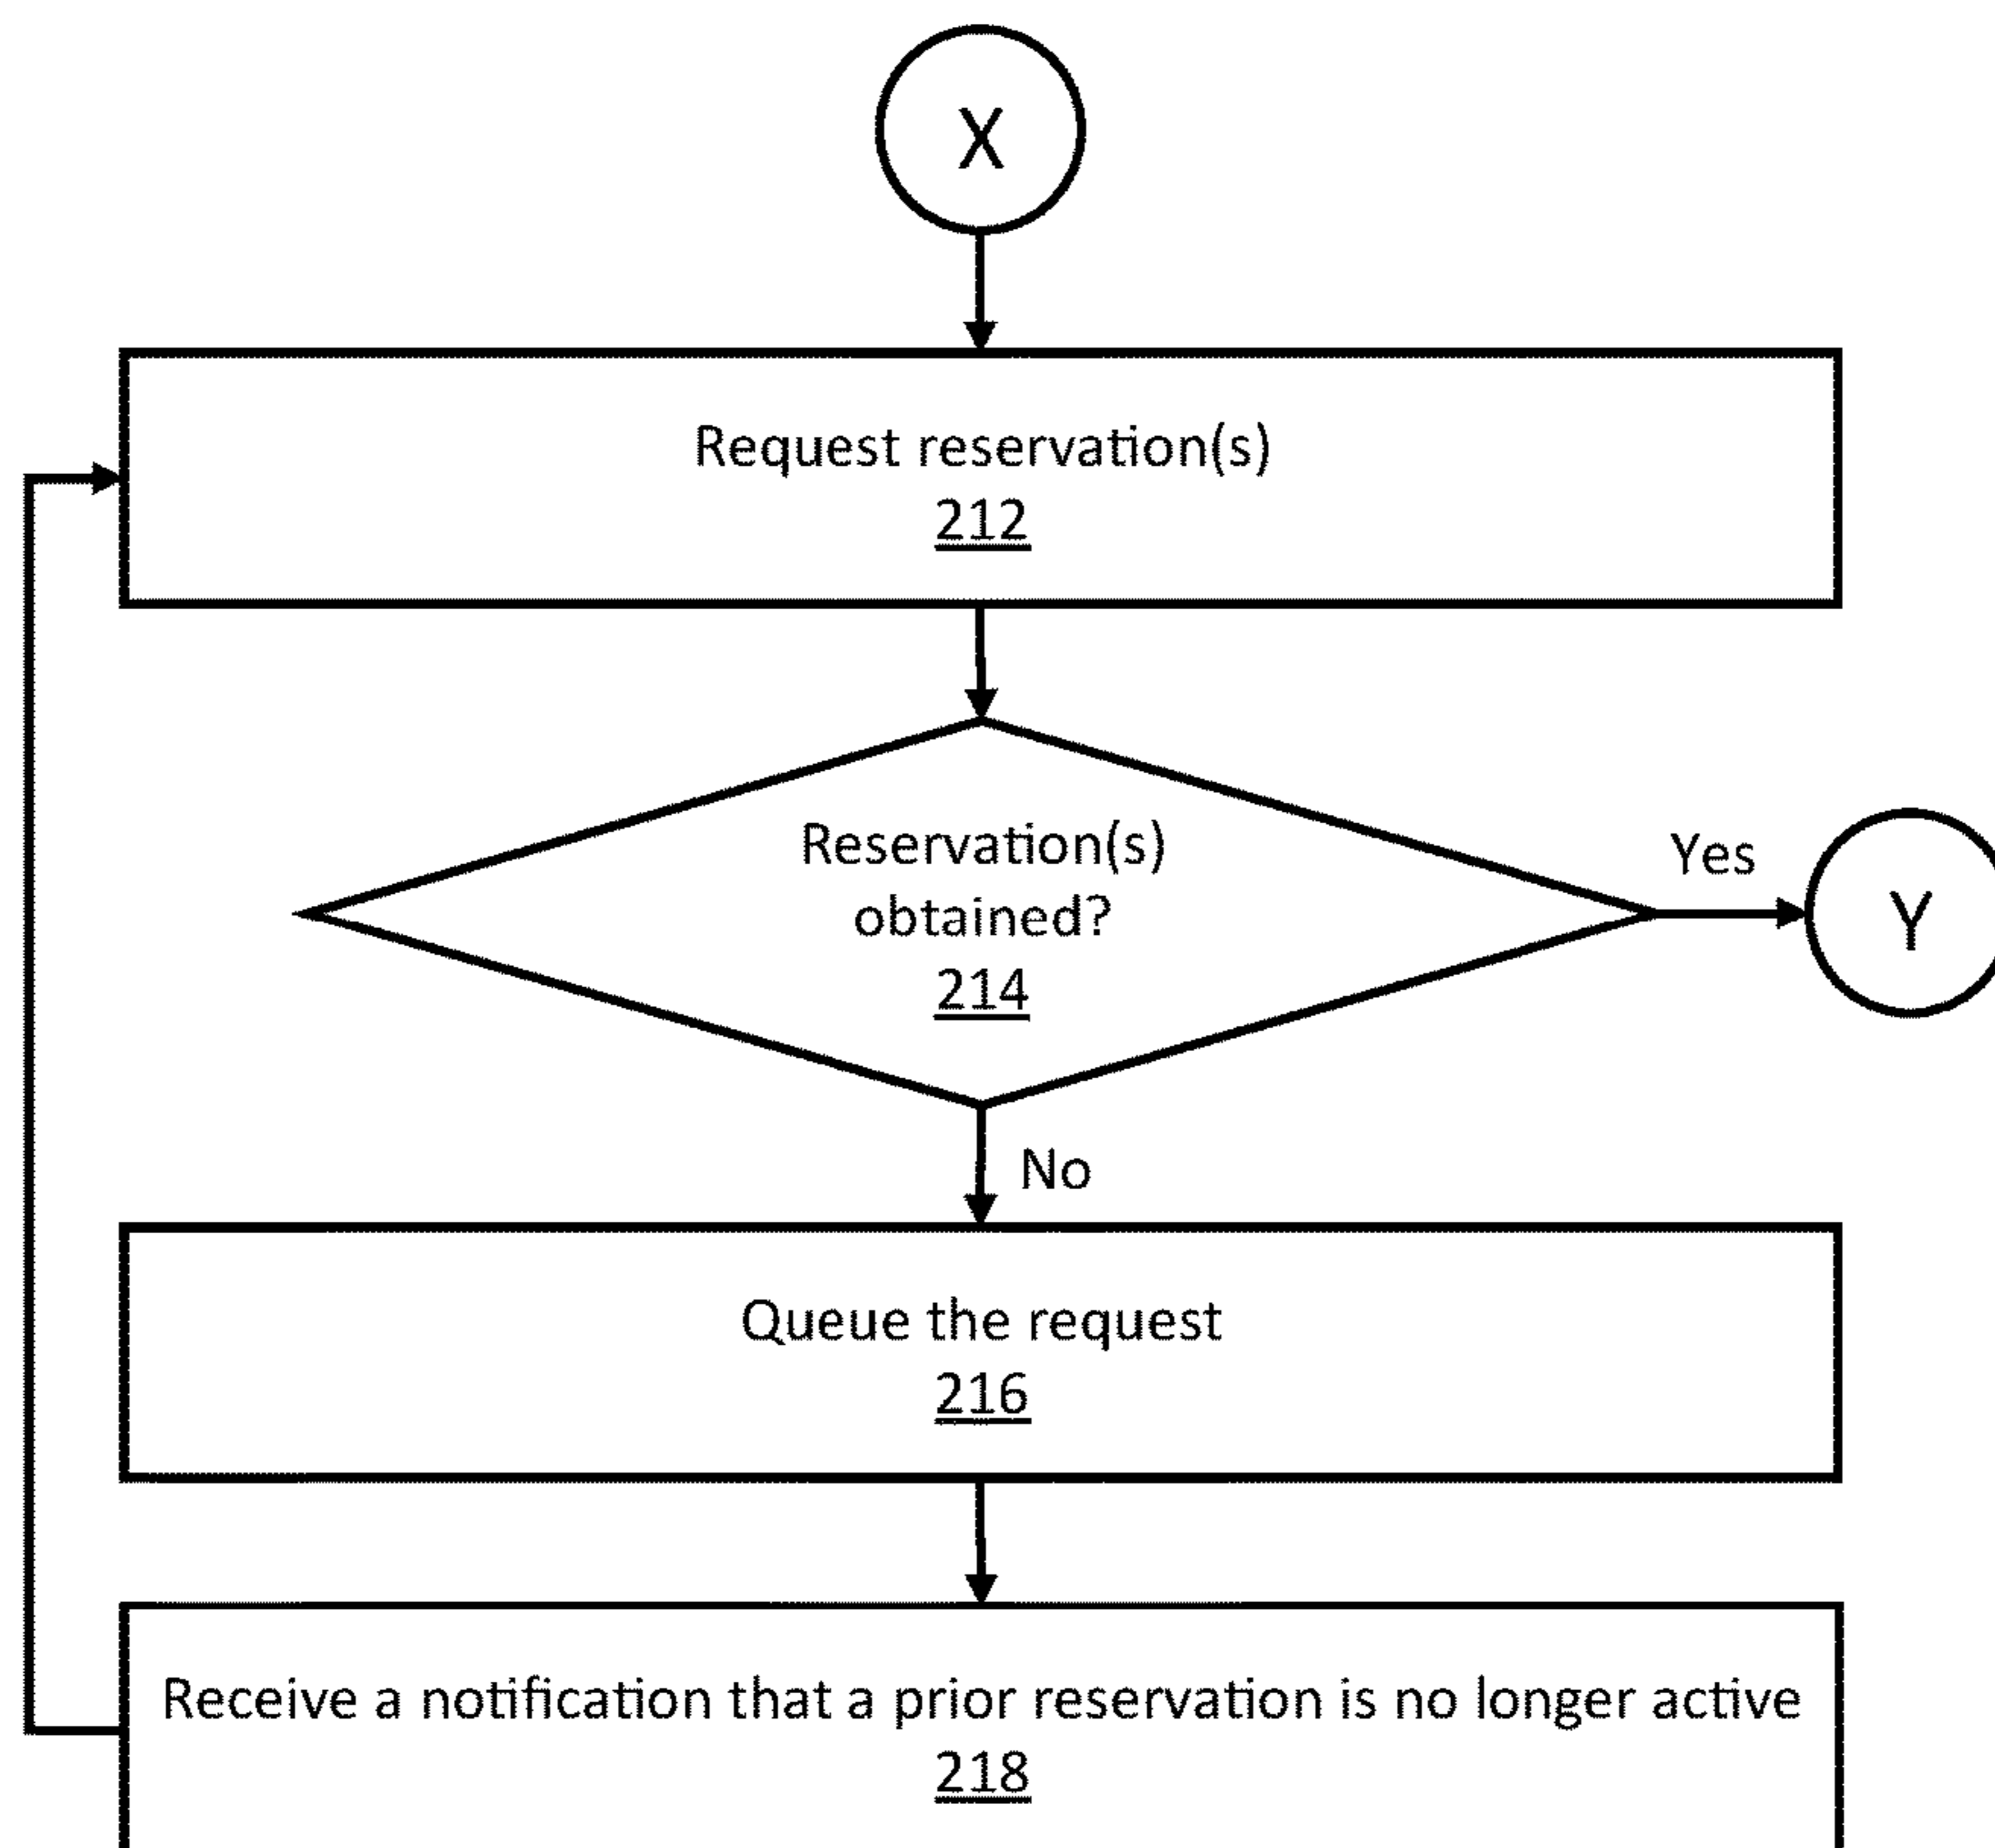 X
Request reservation(s)
212
Reservation(s)
obtained?
214
Yes
Y
No
Queue the request
216
Receive a notification that a prior reservation is no longer active
218